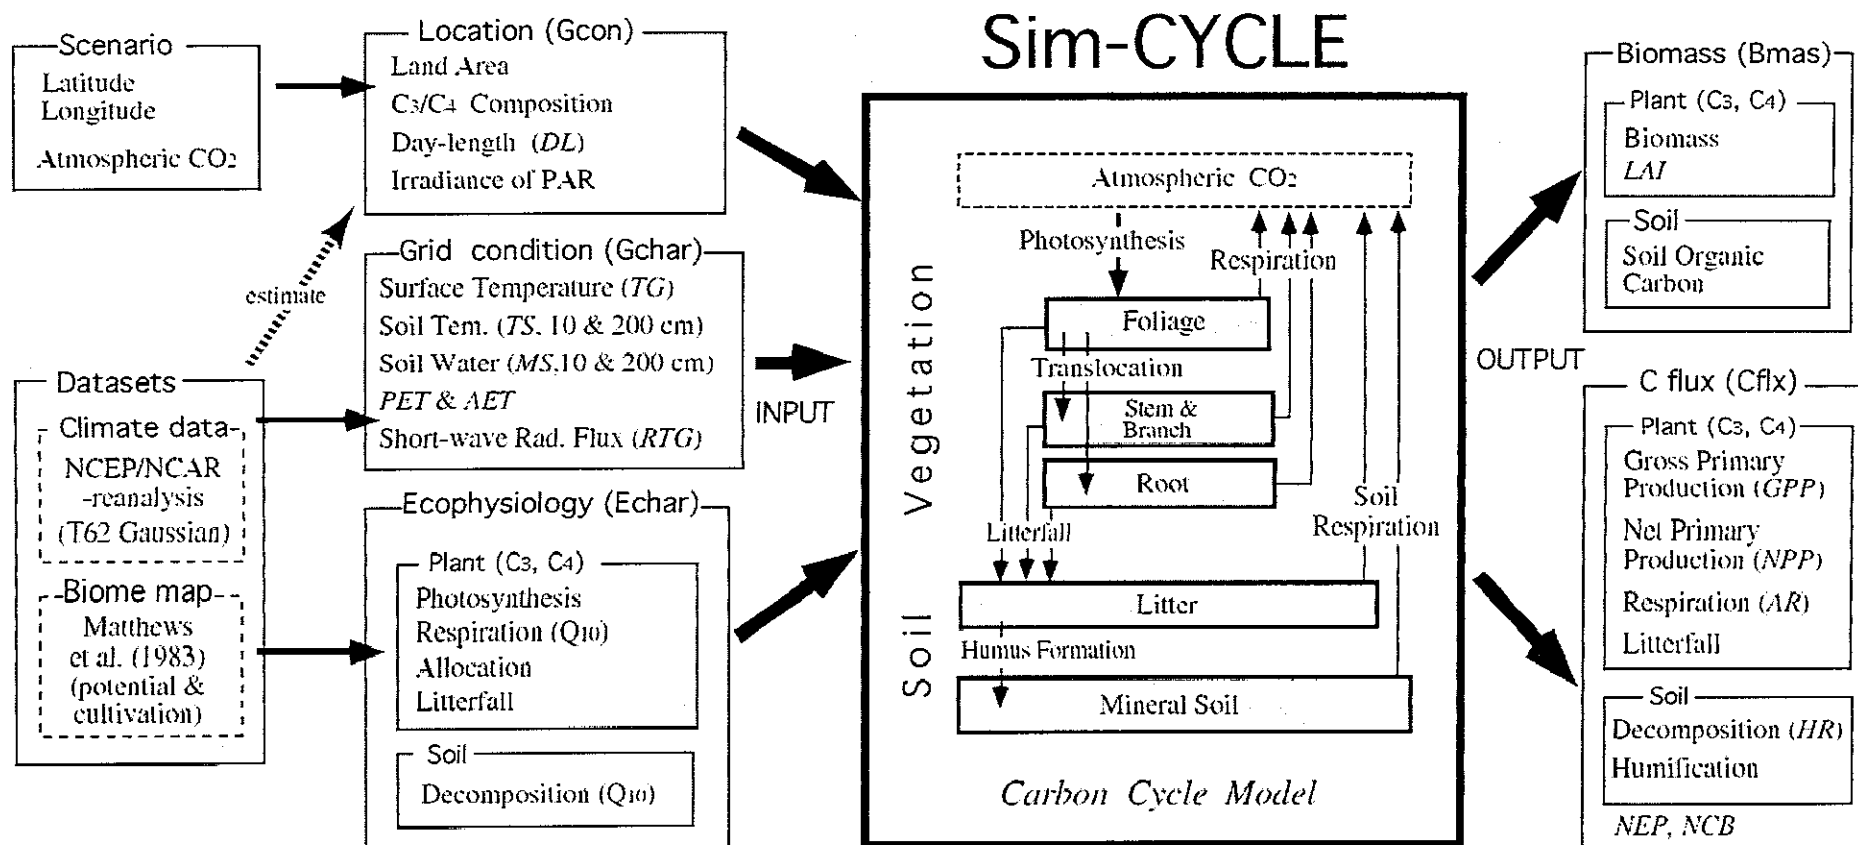 Sim-CYCLE
Scenario
Latitude
Longitude
Atmospheric CO2
Location (Gcon)
Land Area
C3/C4 Composition
Day-length (DL)
Irradiance of PAR
estimate
Grid condition (Gchar)
Surface Temperature (TG)
Soil Tem. (TS, 10 & 200 cm)
Soil Water (MS,10 & 200 cm)
PET & AET
Short-wave Rad. Flux (RTG)
INPUT
Datasets
Climate data
NCEP/NCAR
-reanalysis
(T62 Gaussian)
Biome map
Matthews
et al. (1983)
(potential &
cultivation)
Ecophysiology (Echar)
Plant (C3, C4)
Photosynthesis
Respiration (Q10)
Allocation
Litterfall
Soil
Decomposition (Q10)
Vegetation
Soil
Atmospheric CO2
Photosynthesis
Respiration
Foliage
Translocation
Stem &
Branch
Root
Soil
Respiration
Litterfall
Litter
Humus Formation
Mineral Soil
Carbon Cycle Model
OUTPUT
Biomass (Bmas)
Plant (C3, C4)
Biomass
LAI
Soil
Soil Organic
Carbon
C flux (Cflx)
Plant (C3, C4)
Gross Primary
Production (GPP)
Net Primary
Production (NPP)
Respiration (AR)
Litterfall
Soil
Decomposition (HR)
Humification
NEP, NCB